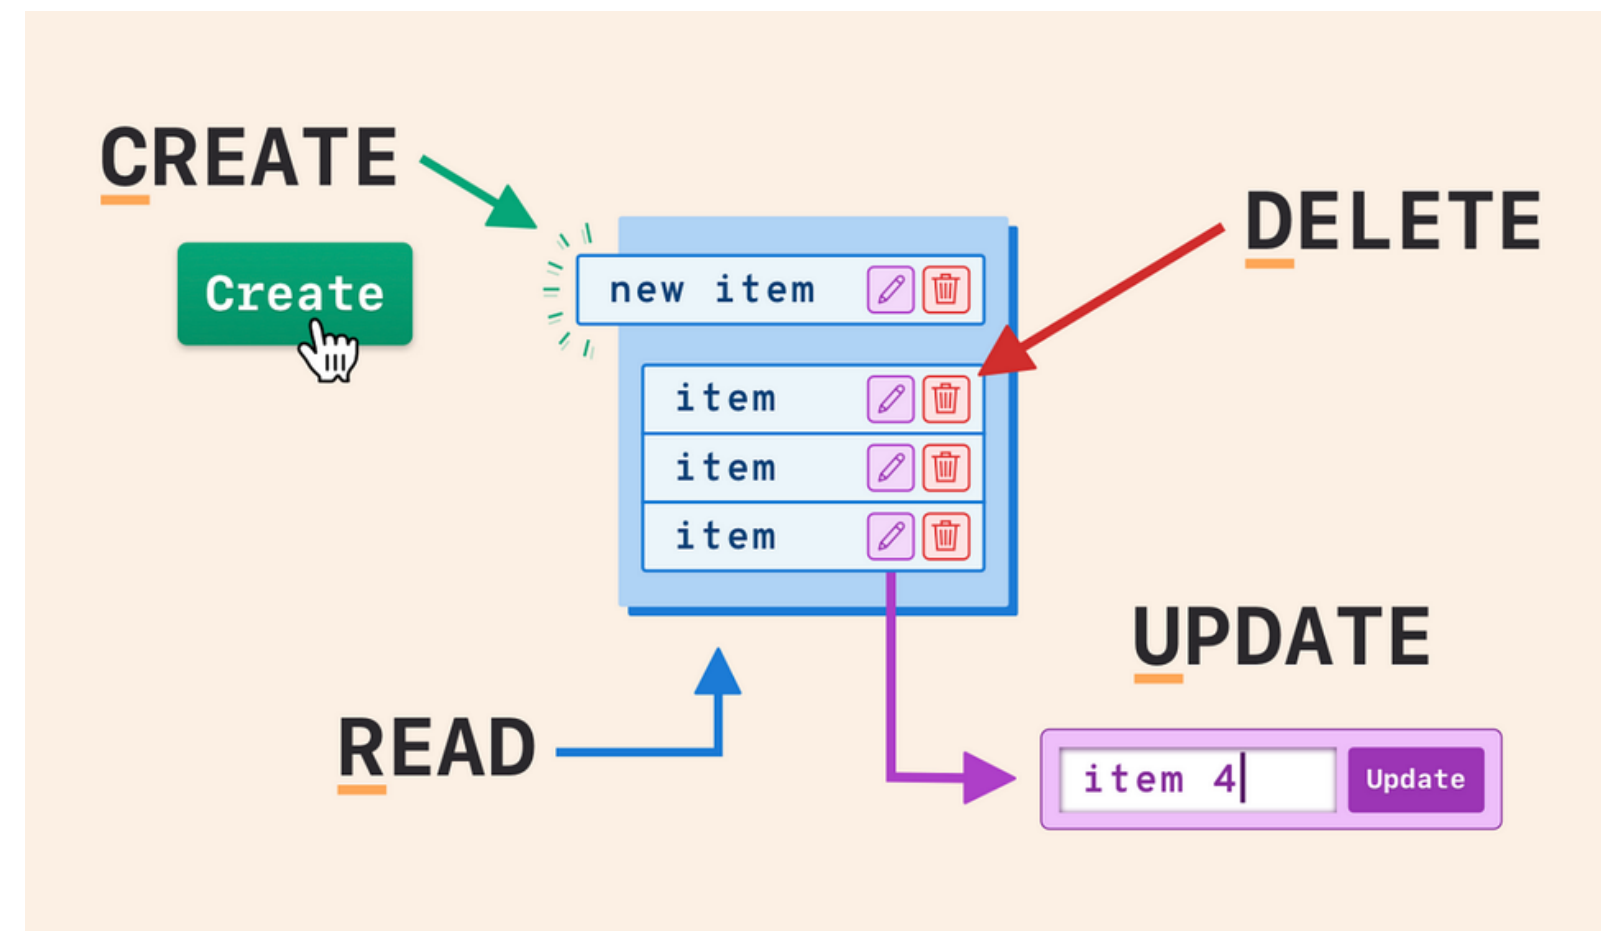 CREATE
Create
DELETE
new item
item
item
item
UPDATE
READ
item 4
Update